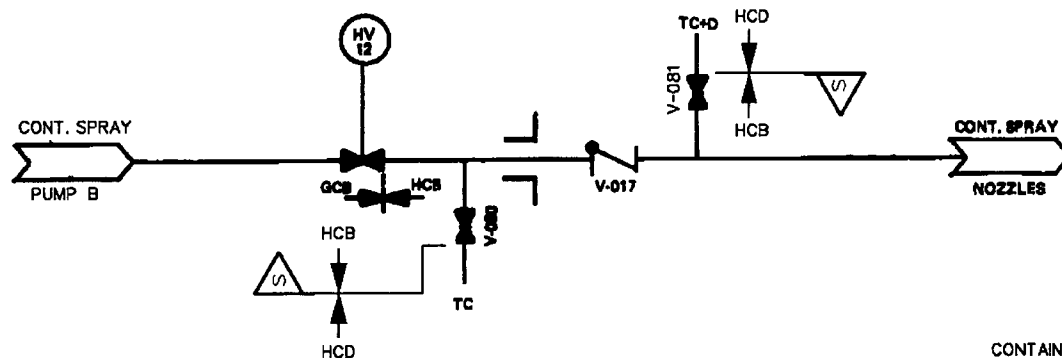 HV
12
TC+D
HCD
V-081
S
HCB
CONT. SPRAY
PUMP B
GCB
HCB
V-017
CONT. SPRAY
NOZZLES
V-080
HCB
S
TC
HCD
CONTAIN